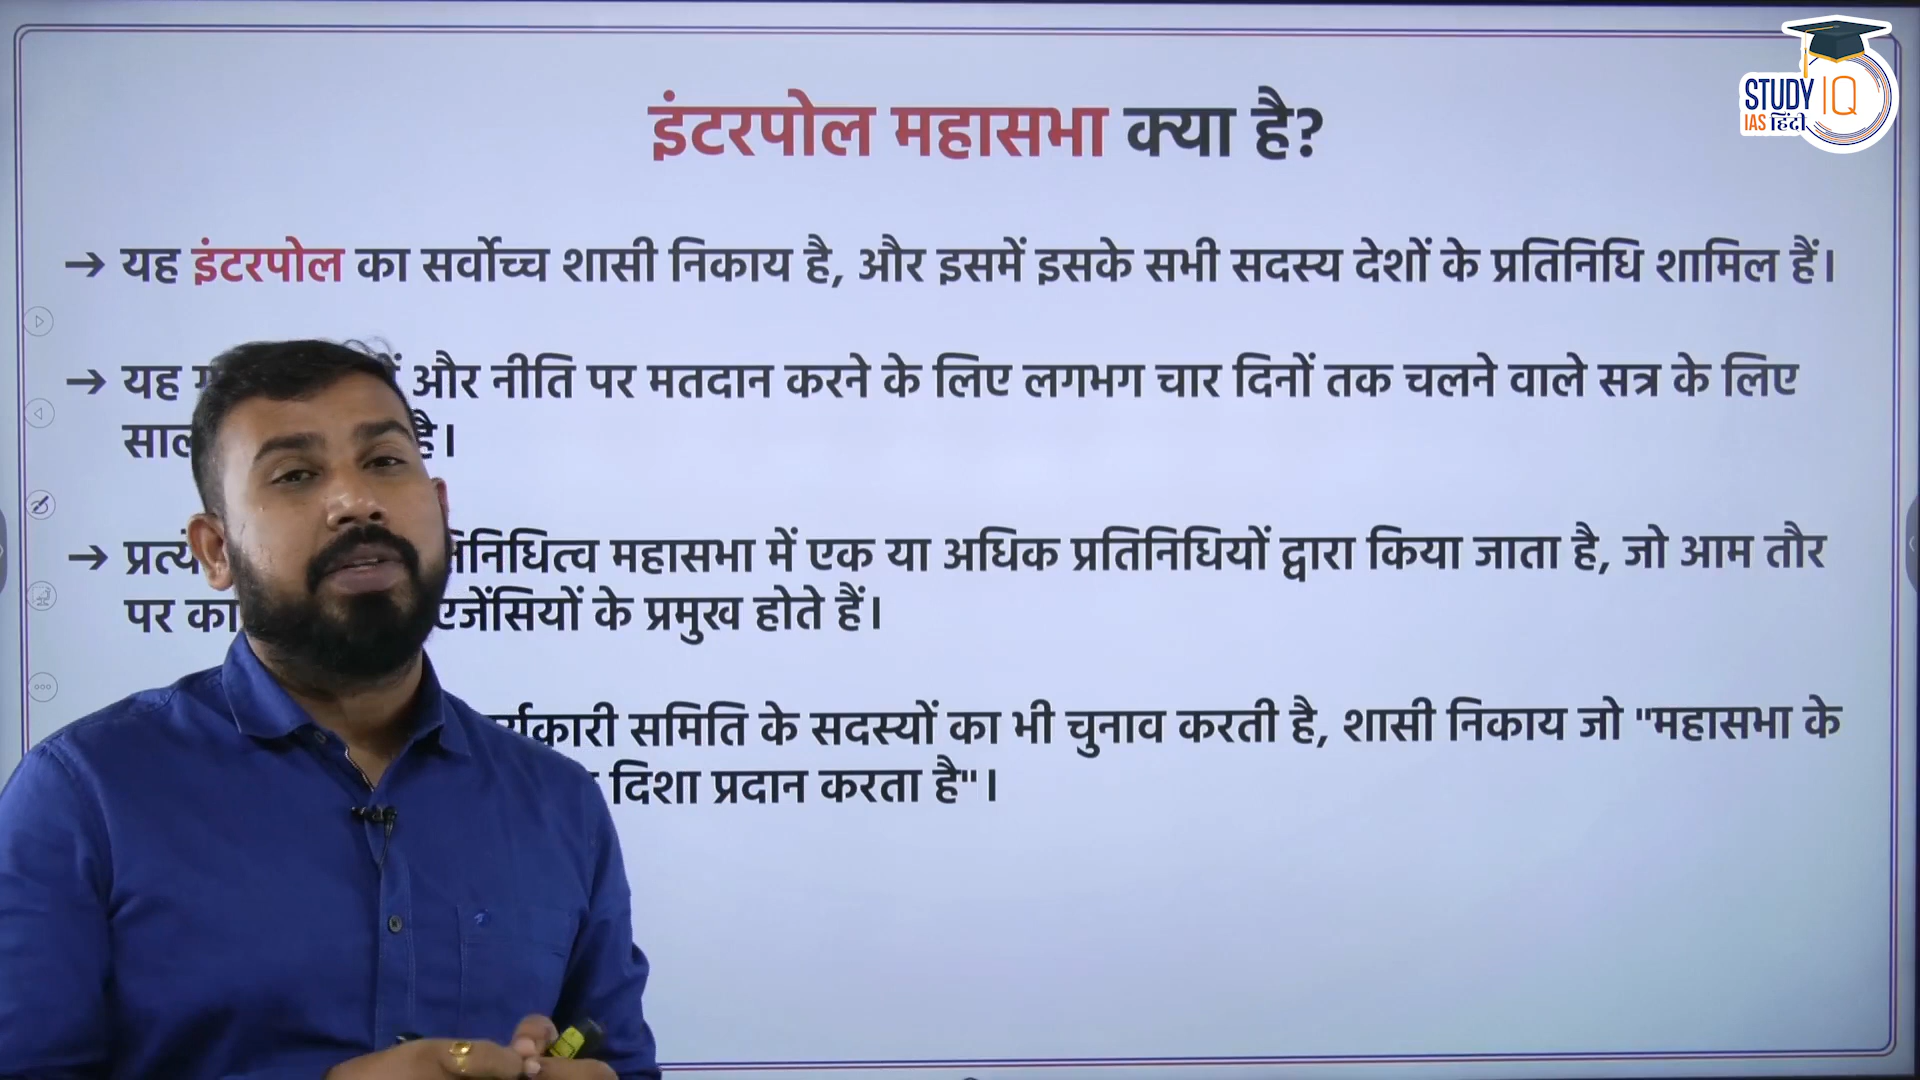 STUDY IQ
IAS हिंदी
इंटरपोल महासभा क्या है?
→ यह इंटरपोल का सर्वोच्च शासी निकाय है, और इसमें इसके सभी सदस्य देशों के प्रतिनिधि शामिल हैं।
→ यह और नीति पर मतदान करने के लिए लगभग चार दिनों तक चलने वाले सत्र के लिए
है।
→ महासभा में एक या अधिक प्रतिनिधियों द्वारा किया जाता है, जो आम तौर
पर एजेंसियों के प्रमुख होते हैं।
समिति के सदस्यों का भी चुनाव करती है, शासी निकाय जो "महासभा के
दिशा प्रदान करता है"।